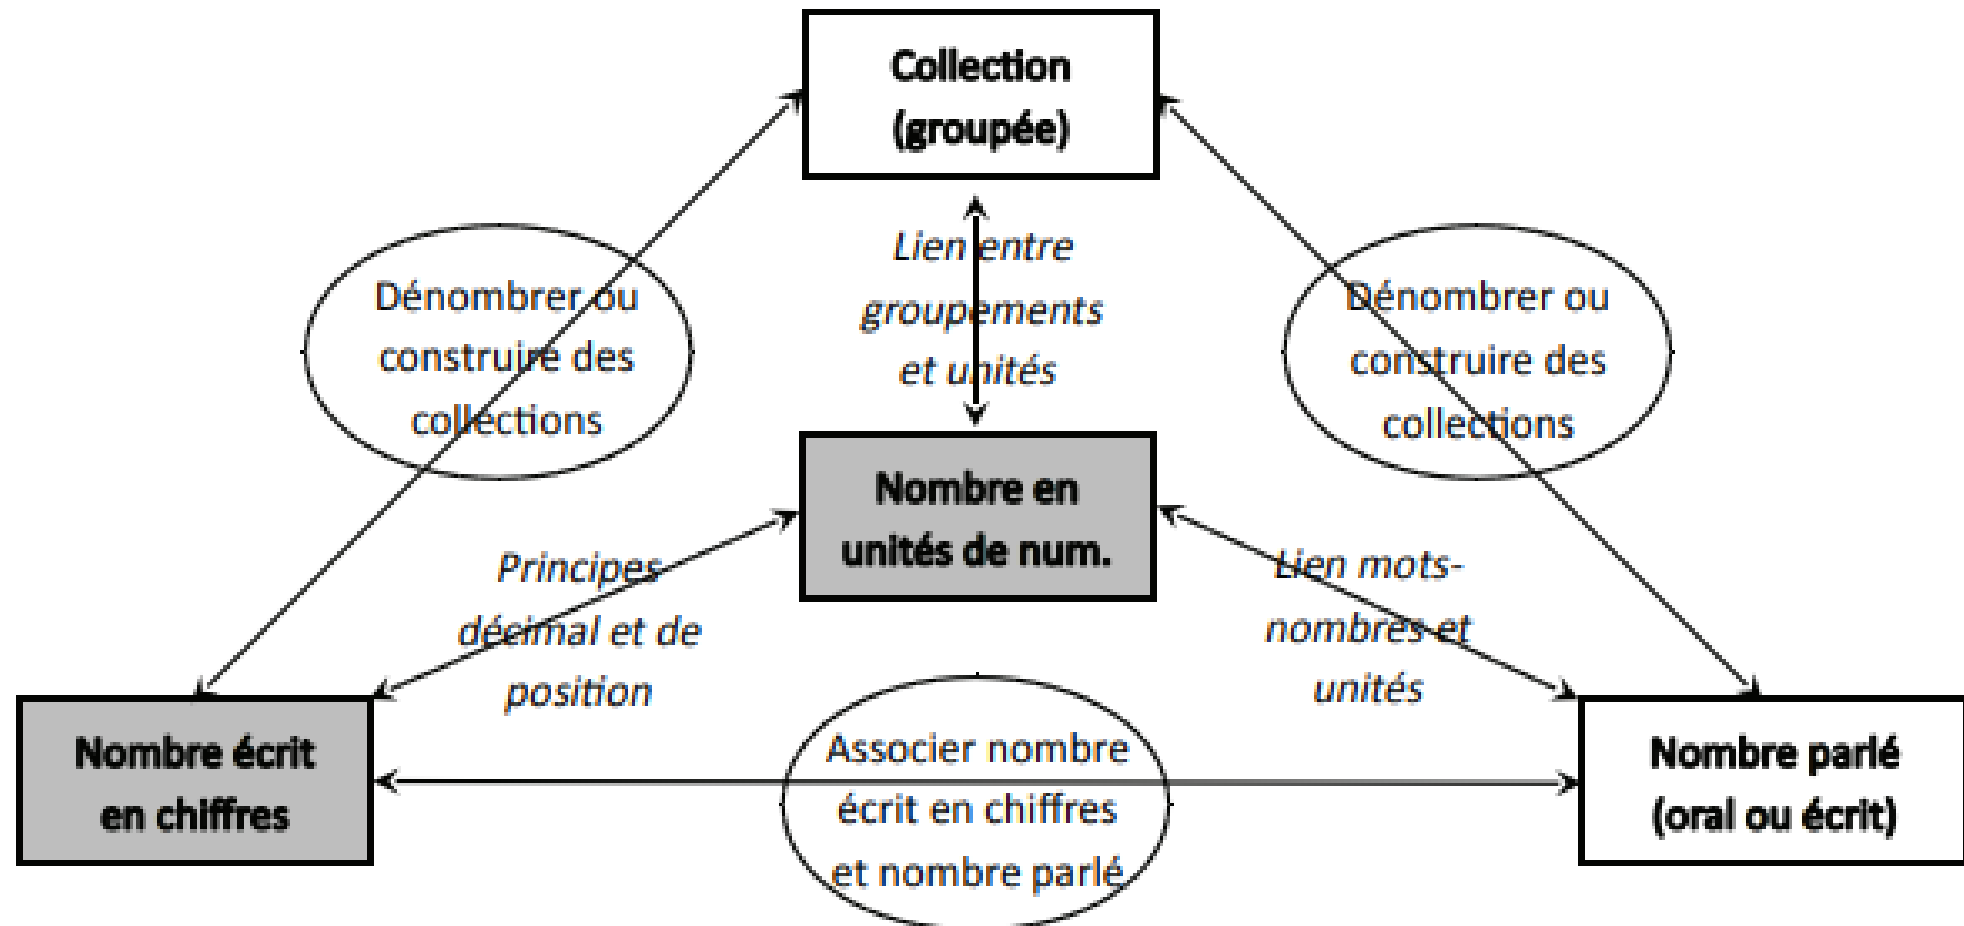 Collection
(groupée)
Dénombrer ou
construire des
collections
Lien entre
groupements
et unités
Dénombrer ou
construire des
collections
Nombre en
unités de num.
Principes
décimal et de
position
Lien mots-
nombres et
unités
Nombre écrit
en chiffres
Associer nombre
écrit en chiffres
et nombre parlé
Nombre parlé
(oral ou écrit)